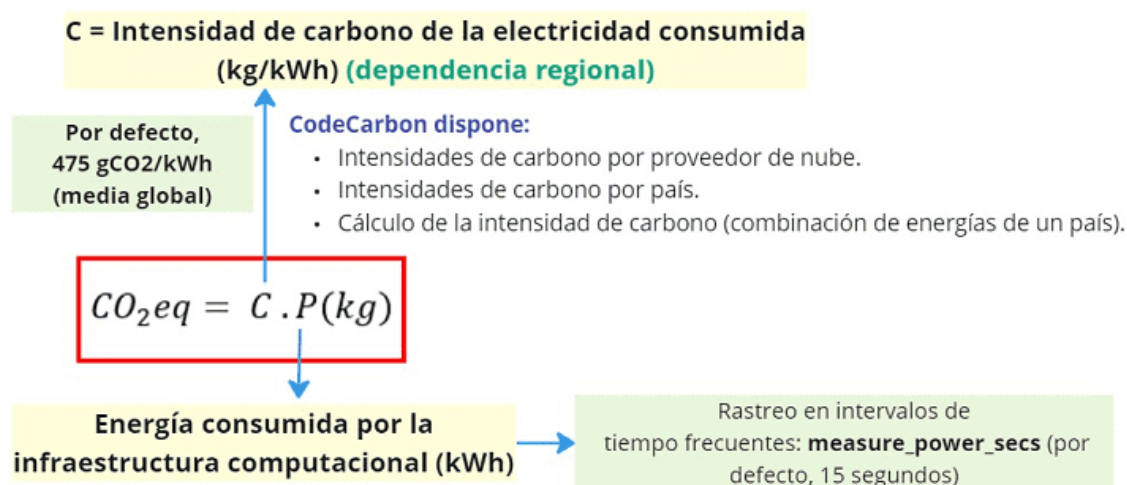 C = Intensidad de carbono de la electricidad consumida
(kg/kWh) (dependencia regional)
Por defecto,
475 gCO2/kWh
(media global)
CodeCarbon dispone:
• Intensidades de carbono por proveedor de nube.
• Intensidades de carbono por país.
• Cálculo de la intensidad de carbono (combinación de energías de un país).
CO₂eq = C .P(kg)
Energía consumida por la
infraestructura computacional (kWh)
Rastreo en intervalos de
tiempo frecuentes: measure_power_secs (por
defecto, 15 segundos)